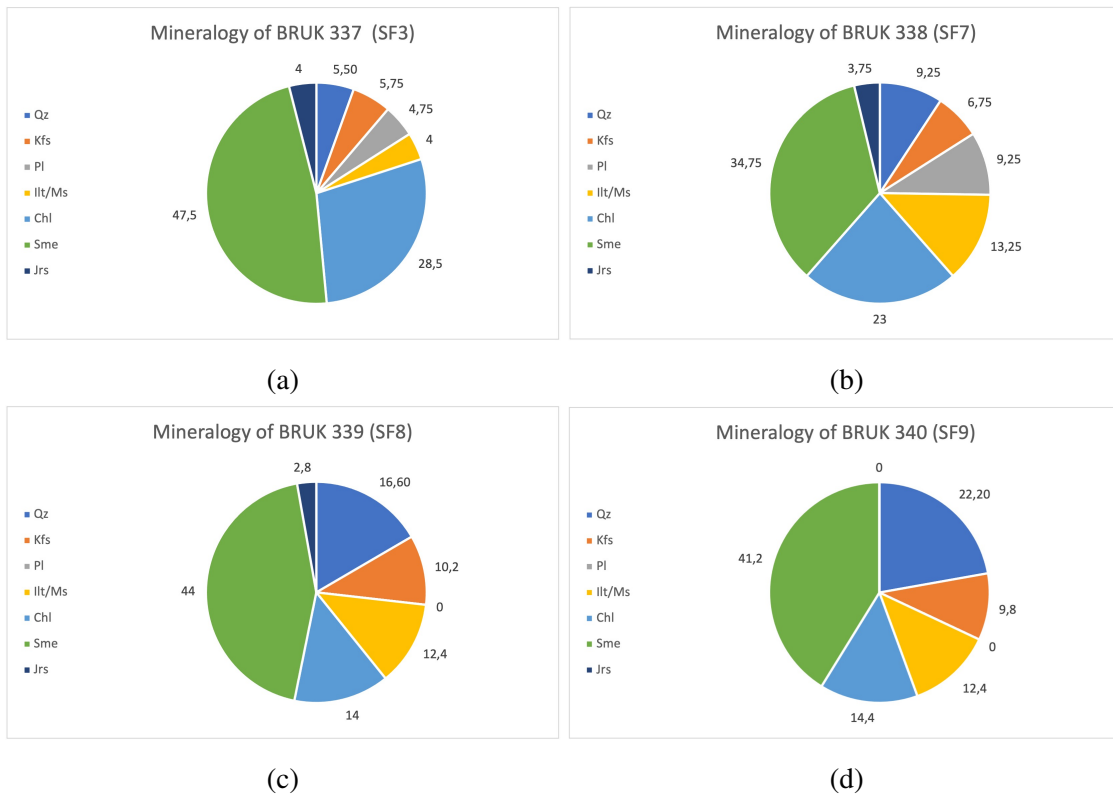 Mineralogy of BRUK 337 (SF3)
4
5,50
5,75
4,75
4
28,5
47,5
Qz
Kfs
Pl
Ilt/Ms
Chl
Sme
Jrs
(a)
Mineralogy of BRUK 338 (SF7)
3,75
9,25
6,75
9,25
13,25
23
34,75
Qz
Kfs
Pl
Ilt/Ms
Chl
Sme
Jrs
(b)
Mineralogy of BRUK 339 (SF8)
2,8
16,60
10,2
0
12,4
14
44
Qz
Kfs
Pl
Ilt/Ms
Chl
Sme
Jrs
(c)
Mineralogy of BRUK 340 (SF9)
0
22,20
9,8
0
12,4
14,4
41,2
Qz
Kfs
Pl
Ilt/Ms
Chl
Sme
Jrs
(d)